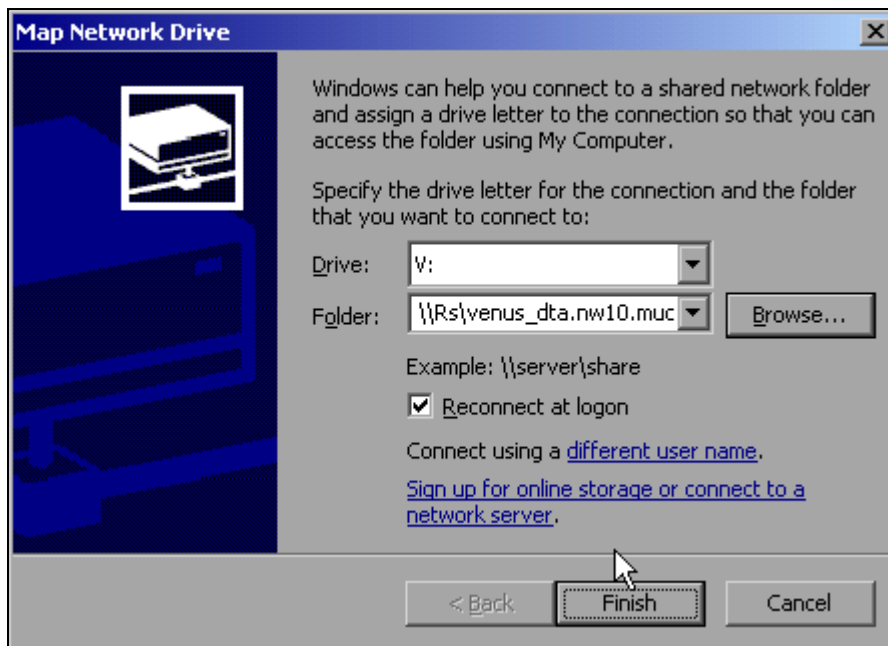 Map Network Drive
Windows can help you connect to a shared network folder
and assign a drive letter to the connection so that you can
access the folder using My Computer.
Specify the drive letter for the connection and the folder
that you want to connect to:
Drive: V:
Folder: \\Rs\venus_dta.nw10.muc Browse...
Example: \\server\share
Reconnect at logon
Connect using a different user name.
Sign up for online storage or connect to a
network server.
< Back Finish Cancel